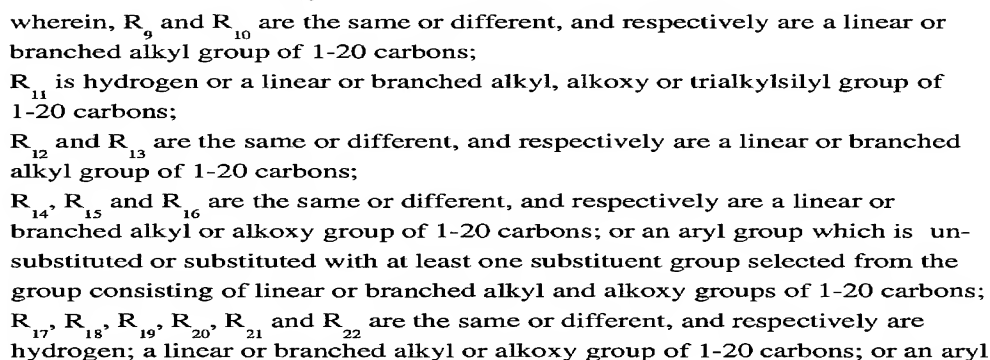 wherein, R₉ and R₁₀ are the same or different, and respectively are a linear or
branched alkyl group of 1-20 carbons;
R₁₁ is hydrogen or a linear or branched alkyl, alkoxy or trialkylsilyl group of
1-20 carbons;
R₁₂ and R₁₃ are the same or different, and respectively are a linear or branched
alkyl group of 1-20 carbons;
R₁₄, R₁₅ and R₁₆ are the same or different, and respectively are a linear or
branched alkyl or alkoxy group of 1-20 carbons; or an aryl group which is un-
substituted or substituted with at least one substituent group selected from the
group consisting of linear or branched alkyl and alkoxy groups of 1-20 carbons;
R₁₇, R₁₈, R₁₉, R₂₀, R₂₁ and R₂₂ are the same or different, and respectively are
hydrogen; a linear or branched alkyl or alkoxy group of 1-20 carbons; or an aryl